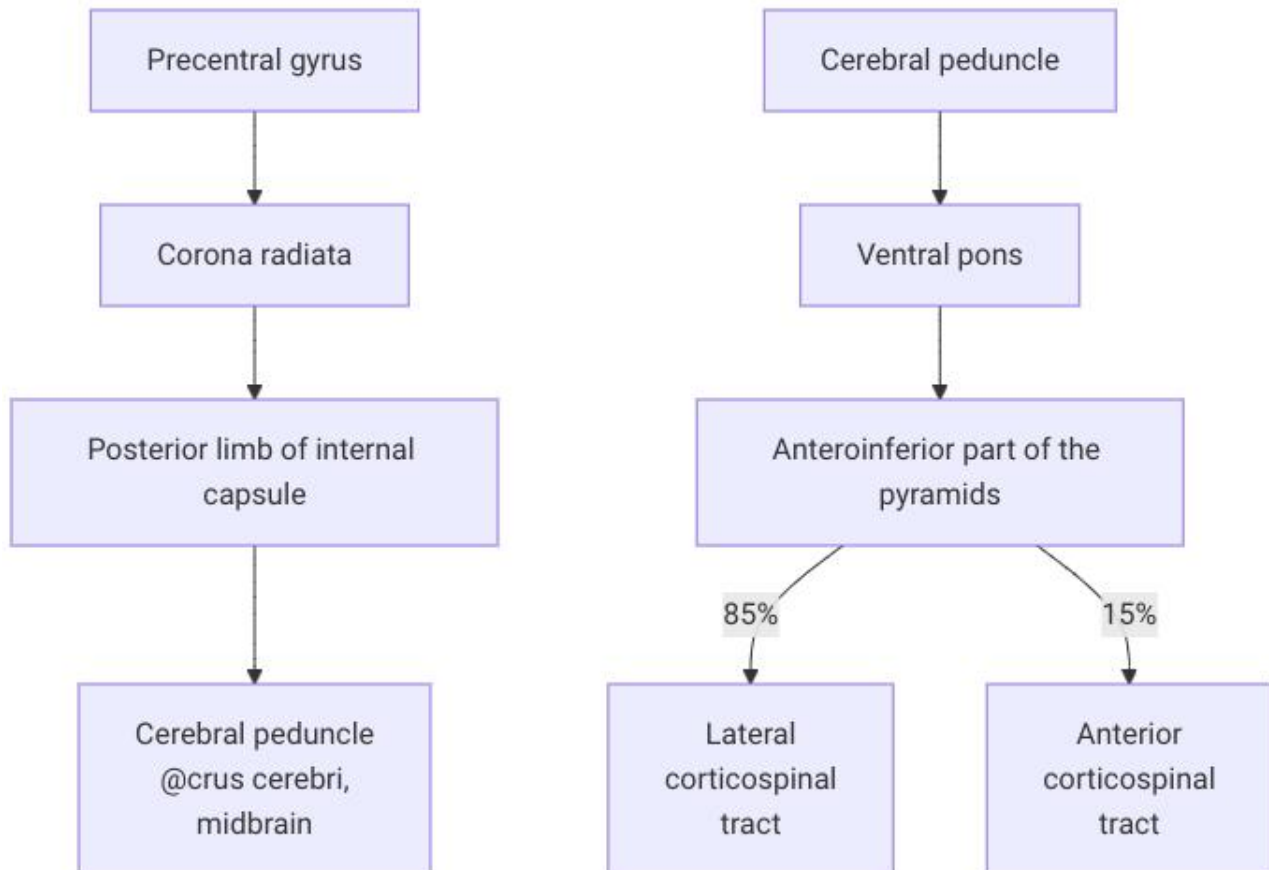 Precentral gyrus
Corona radiata
Posterior limb of internal
capsule
Cerebral peduncle
@crus cerebri,
midbrain
Cerebral peduncle
Ventral pons
Anteroinferior part of the
pyramids
85%
15%
Lateral
corticospinal
tract
Anterior
corticospinal
tract